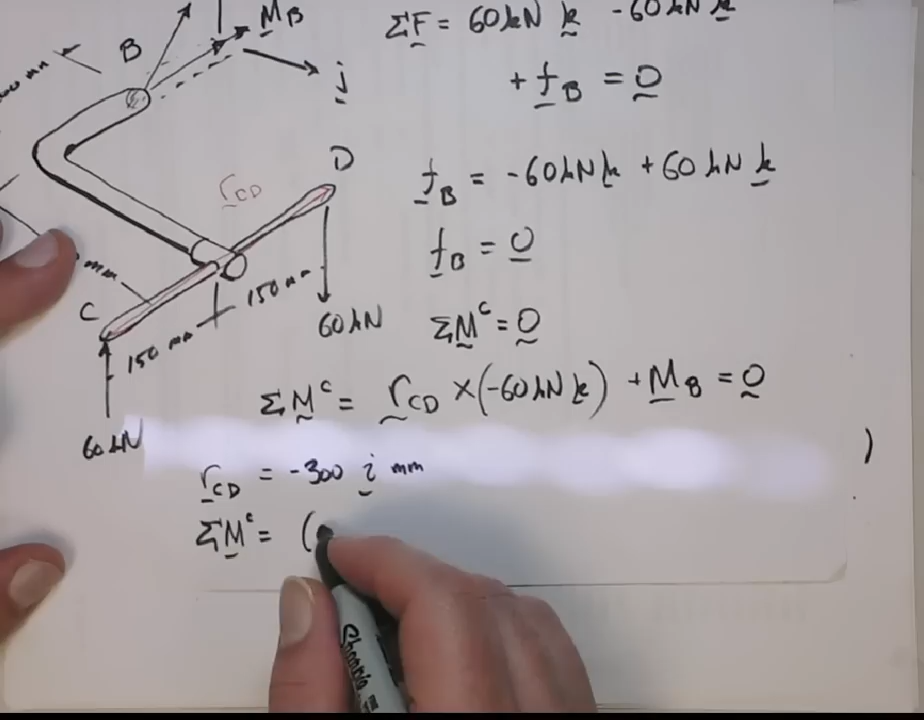 ΣF = 60kN k -60kN k
M_B
B
+ f_B = 0
j
D
r_CD
f_B = -60kN k + 60kN k
f_B = 0
mm
C
150 mm
150 mm
60kN
ΣM^c = 0
ΣM^c = r_CD × (-60kN k) + M_B = 0
60kN
)
r_CD = -300 i mm
ΣM^c = (
Sharpie